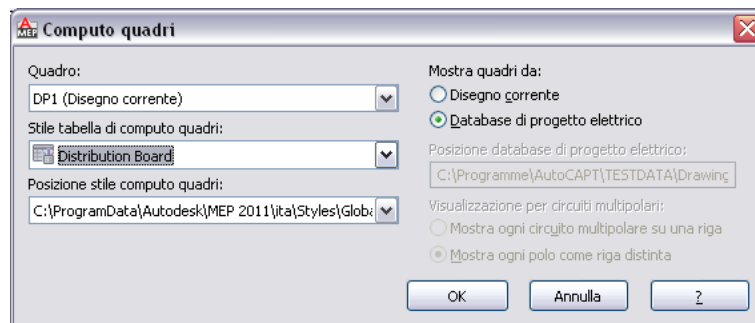 Computo quadri
Quadro:
DP1 (Disegno corrente)
Stile tabella di computo quadri:
Distribution Board
Posizione stile computo quadri:
C:\ProgramData\Autodesk\MEP 2011\ita\Styles\Globa
Mostra quadri da:
Disegno corrente
Database di progetto elettrico
Posizione database di progetto elettrico:
C:\Programme\AutoCAPT\TESTDATA\Drawing
Visualizzazione per circuiti multipolari:
Mostra ogni circuito multipolare su una riga
Mostra ogni polo come riga distinta
OK
Annulla
?